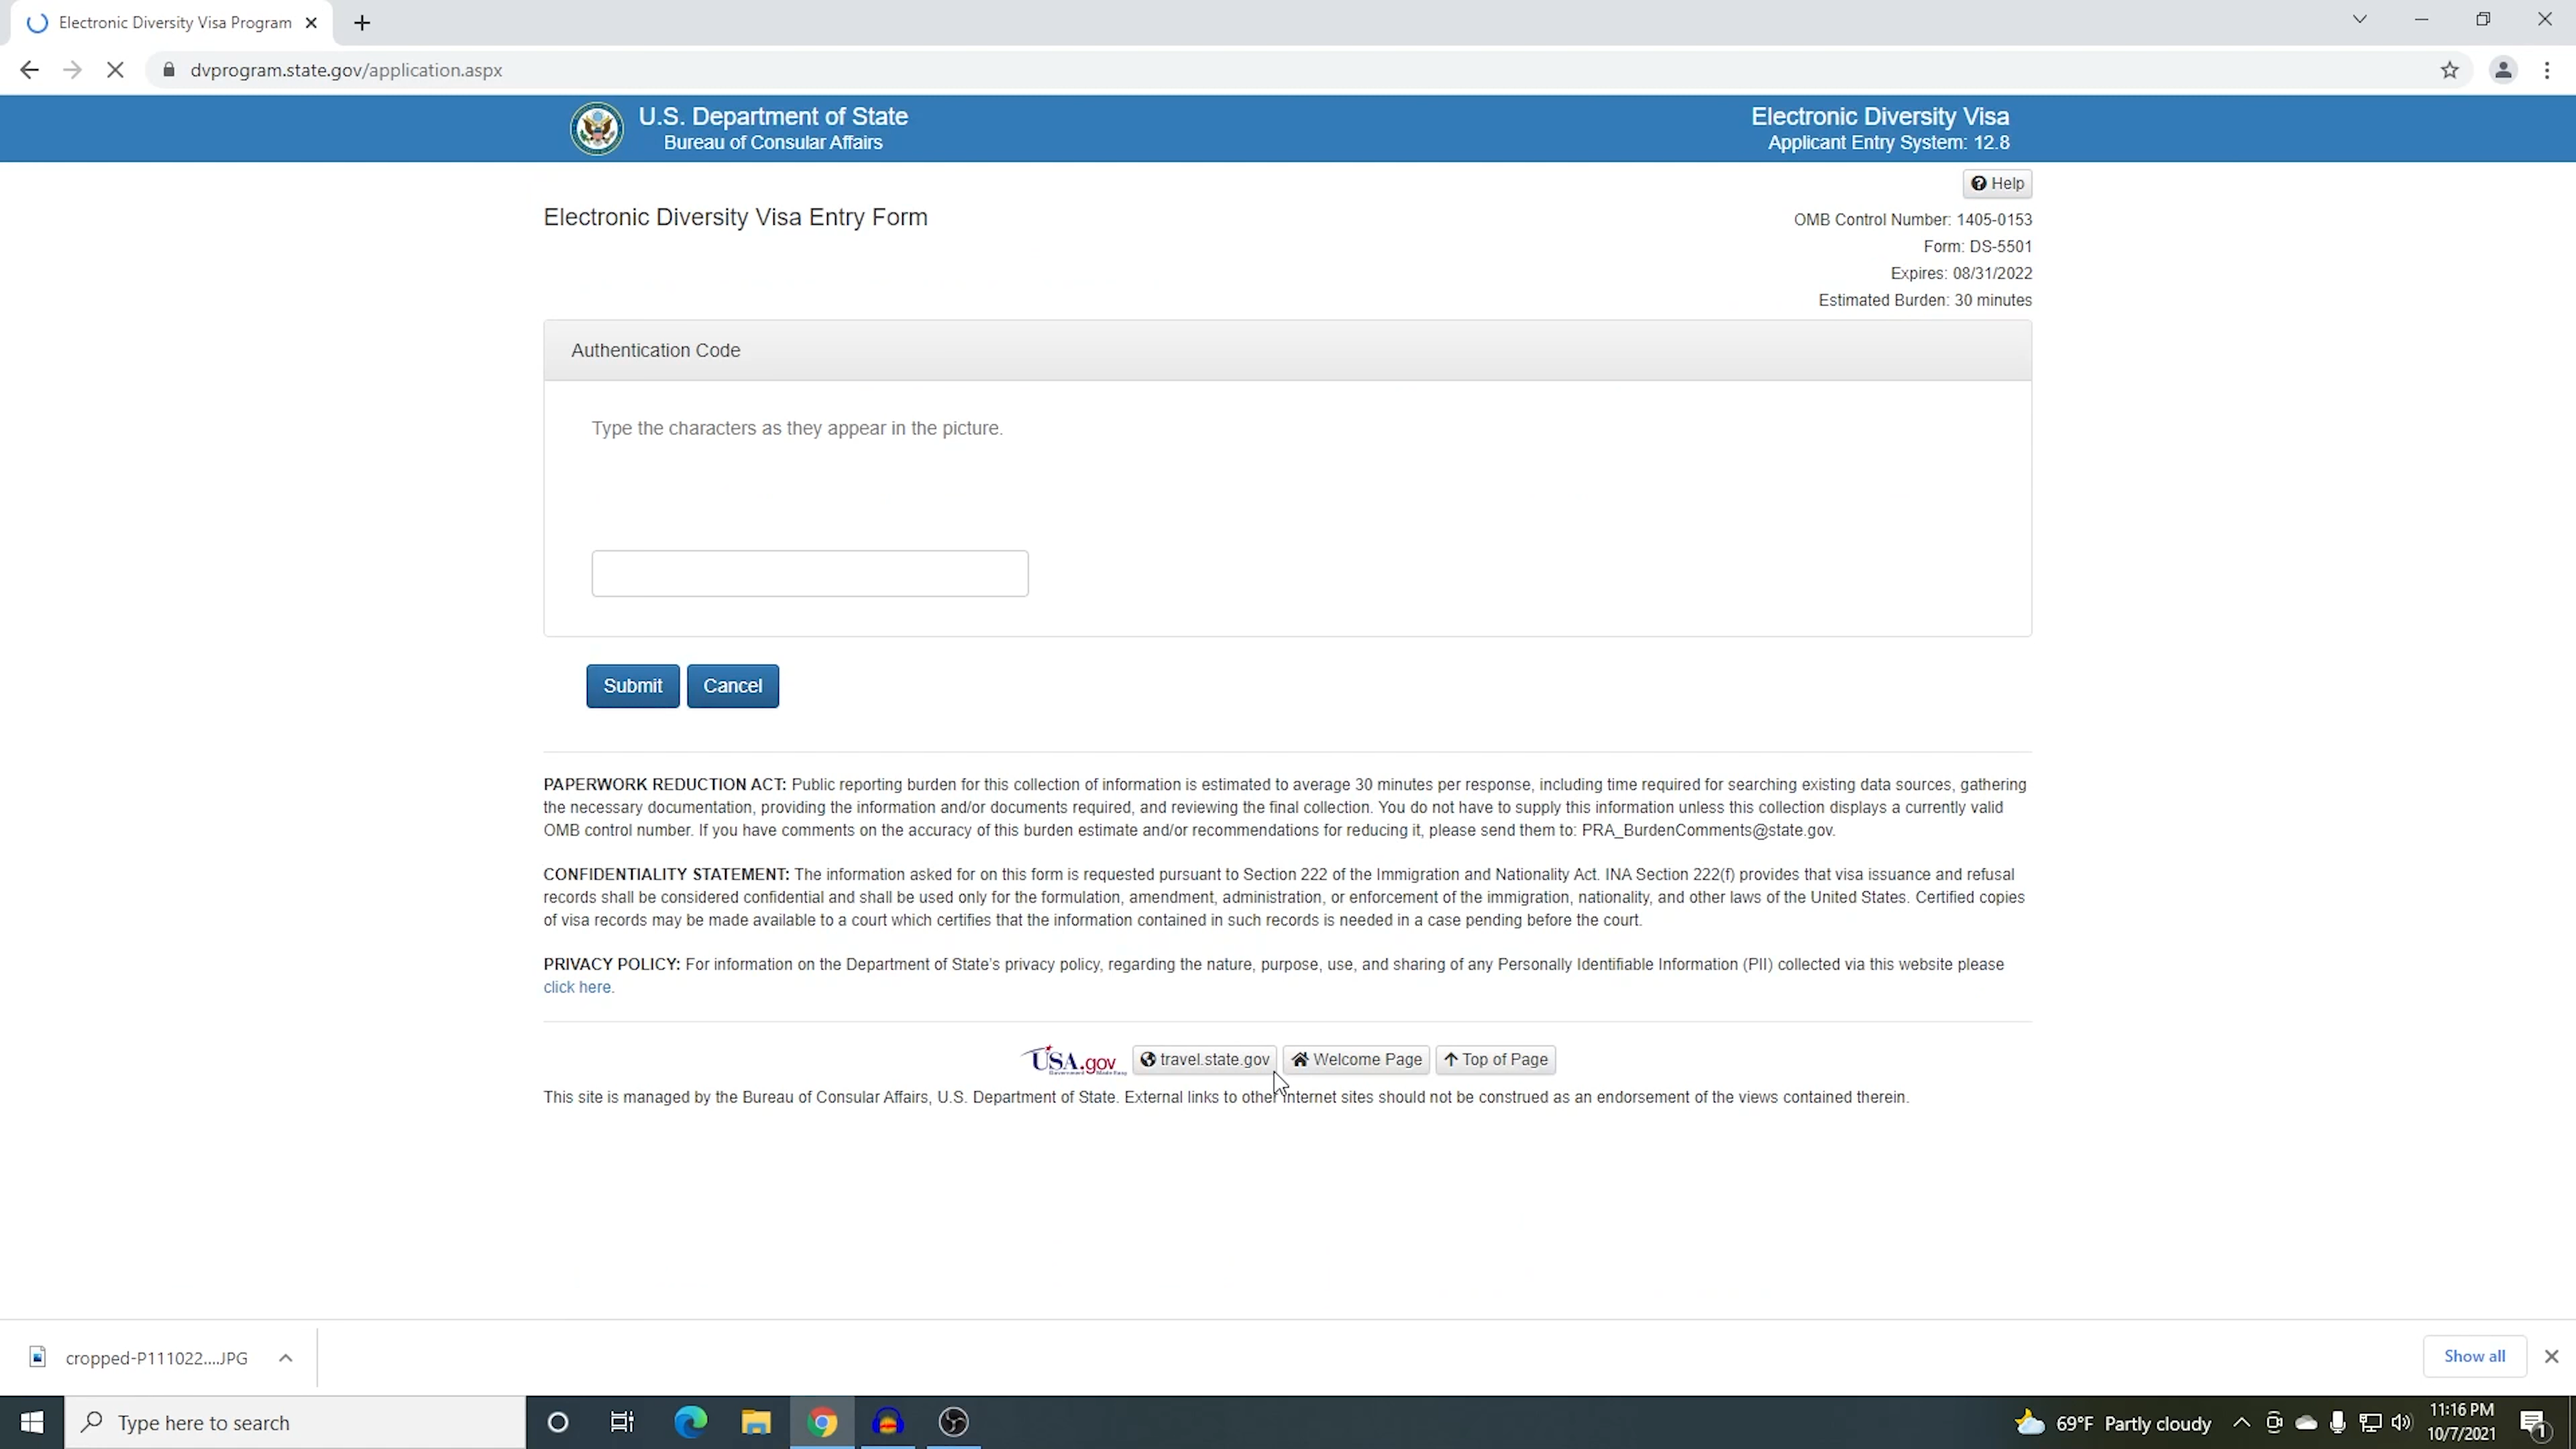 Electronic Diversity Visa Program
dvprogram.state.gov/application.aspx
U.S. Department of State
Bureau of Consular Affairs
Electronic Diversity Visa
Applicant Entry System: 12.8
Help
Electronic Diversity Visa Entry Form
OMB Control Number: 1405-0153
Form: DS-5501
Expires: 08/31/2022
Estimated Burden: 30 minutes
Authentication Code
Type the characters as they appear in the picture.
Submit Cancel
PAPERWORK REDUCTION ACT: Public reporting burden for this collection of information is estimated to average 30 minutes per response, including time required for searching existing data sources, gathering
the necessary documentation, providing the information and/or documents required, and reviewing the final collection. You do not have to supply this information unless this collection displays a currently valid
OMB control number. If you have comments on the accuracy of this burden estimate and/or recommendations for reducing it, please send them to: PRA_BurdenComments@state.gov.
CONFIDENTIALITY STATEMENT: The information asked for on this form is requested pursuant to Section 222 of the Immigration and Nationality Act. INA Section 222(f) provides that visa issuance and refusal
records shall be considered confidential and shall be used only for the formulation, amendment, administration, or enforcement of the immigration, nationality, and other laws of the United States. Certified copies
of visa records may be made available to a court which certifies that the information contained in such records is needed in a case pending before the court.
PRIVACY POLICY: For information on the Department of State's privacy policy, regarding the nature, purpose, use, and sharing of any Personally Identifiable Information (PII) collected via this website please
click here.
USA.gov travel.state.gov Welcome Page Top of Page
This site is managed by the Bureau of Consular Affairs, U.S. Department of State. External links to other Internet sites should not be construed as an endorsement of the views contained therein.
cropped-P111022....JPG
Show all
Type here to search
69°F Partly cloudy
11:16 PM
10/7/2021
1